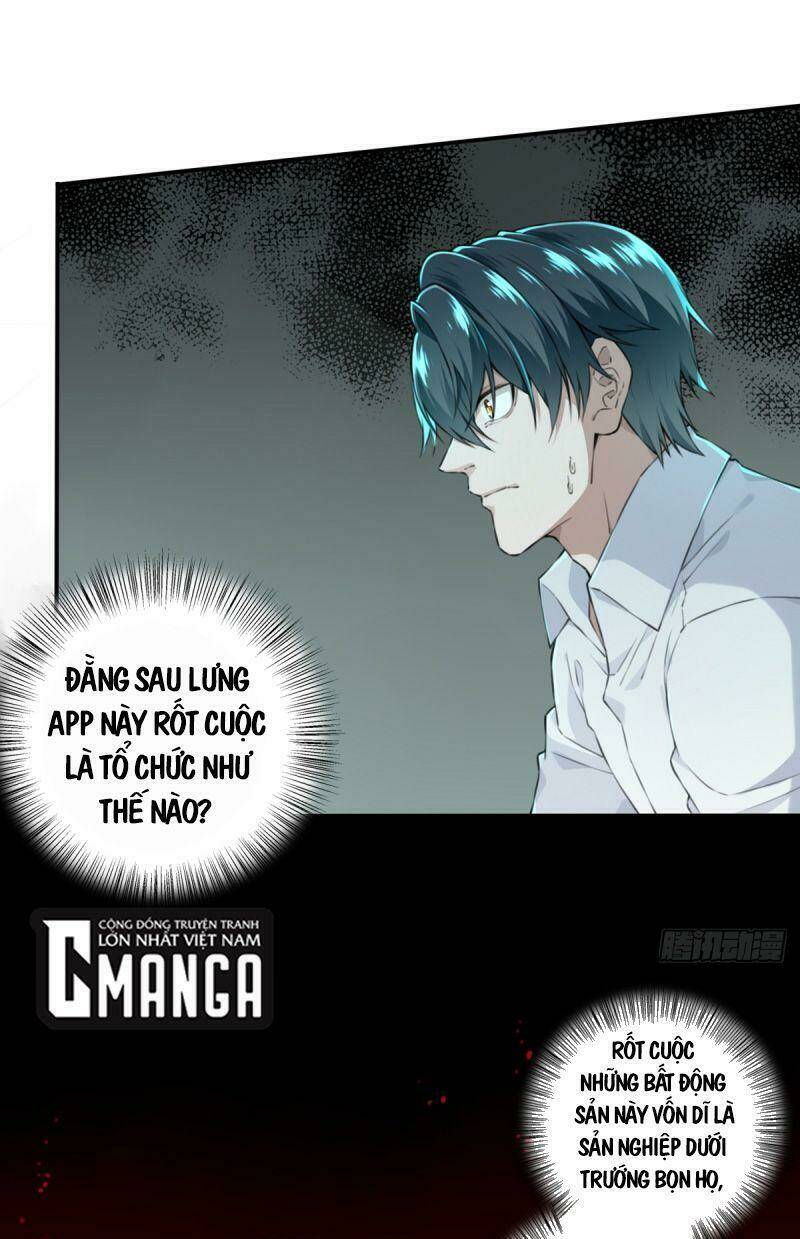 ĐẰNG SAU LƯNG
APP NÀY RỐT CUỘC
LÀ TỔ CHỨC NHƯ
THẾ NÀO?
CỘNG ĐỒNG TRUYỆN TRANH
LỚN NHẤT VIỆT NAM
CMANGA
腾讯动漫
RỐT CUỘC
NHỮNG BẤT ĐỘNG
SẢN NÀY VỐN DĨ LÀ
SẢN NGHIỆP DƯỚI
TRƯỚNG BỌN HỌ,